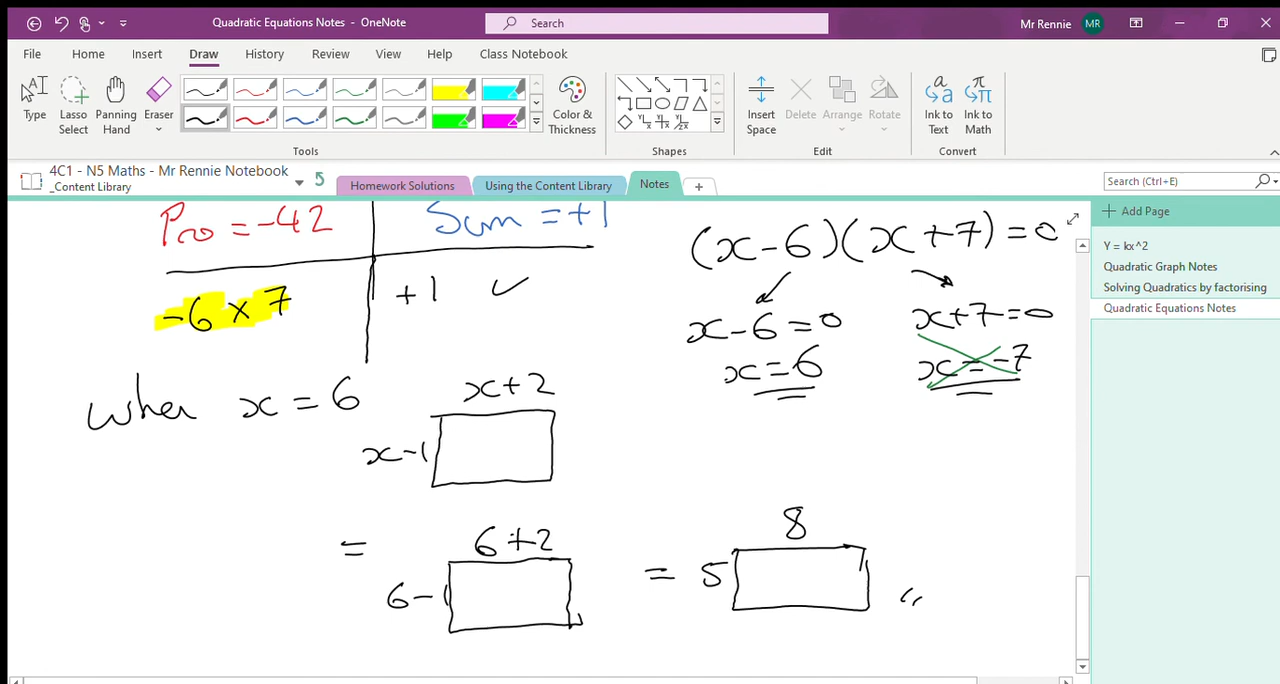 Quadratic Equations Notes - OneNote
Search
Mr Rennie MR
File Home Insert Draw History Review View Help Class Notebook
Type Lasso Select Panning Hand Eraser Color & Thickness Insert Space Delete Arrange Rotate Ink to Text Ink to Math
Tools Shapes Edit Convert
4C1 - N5 Maths - Mr Rennie Notebook
_Content Library
Homework Solutions Using the Content Library Notes +
Search (Ctrl+E)
Add Page
Y = kx^2
Quadratic Graph Notes
Solving Quadratics by factorising
Quadratic Equations Notes
Pro = -42 Sum = +1
-6 x 7 +1 ✓
(x-6)(x+7)=0
x-6=0 x+7=0
x=6 x=-7
when x=6
x+2
x-1
= 6+2
6-1
= 8
5